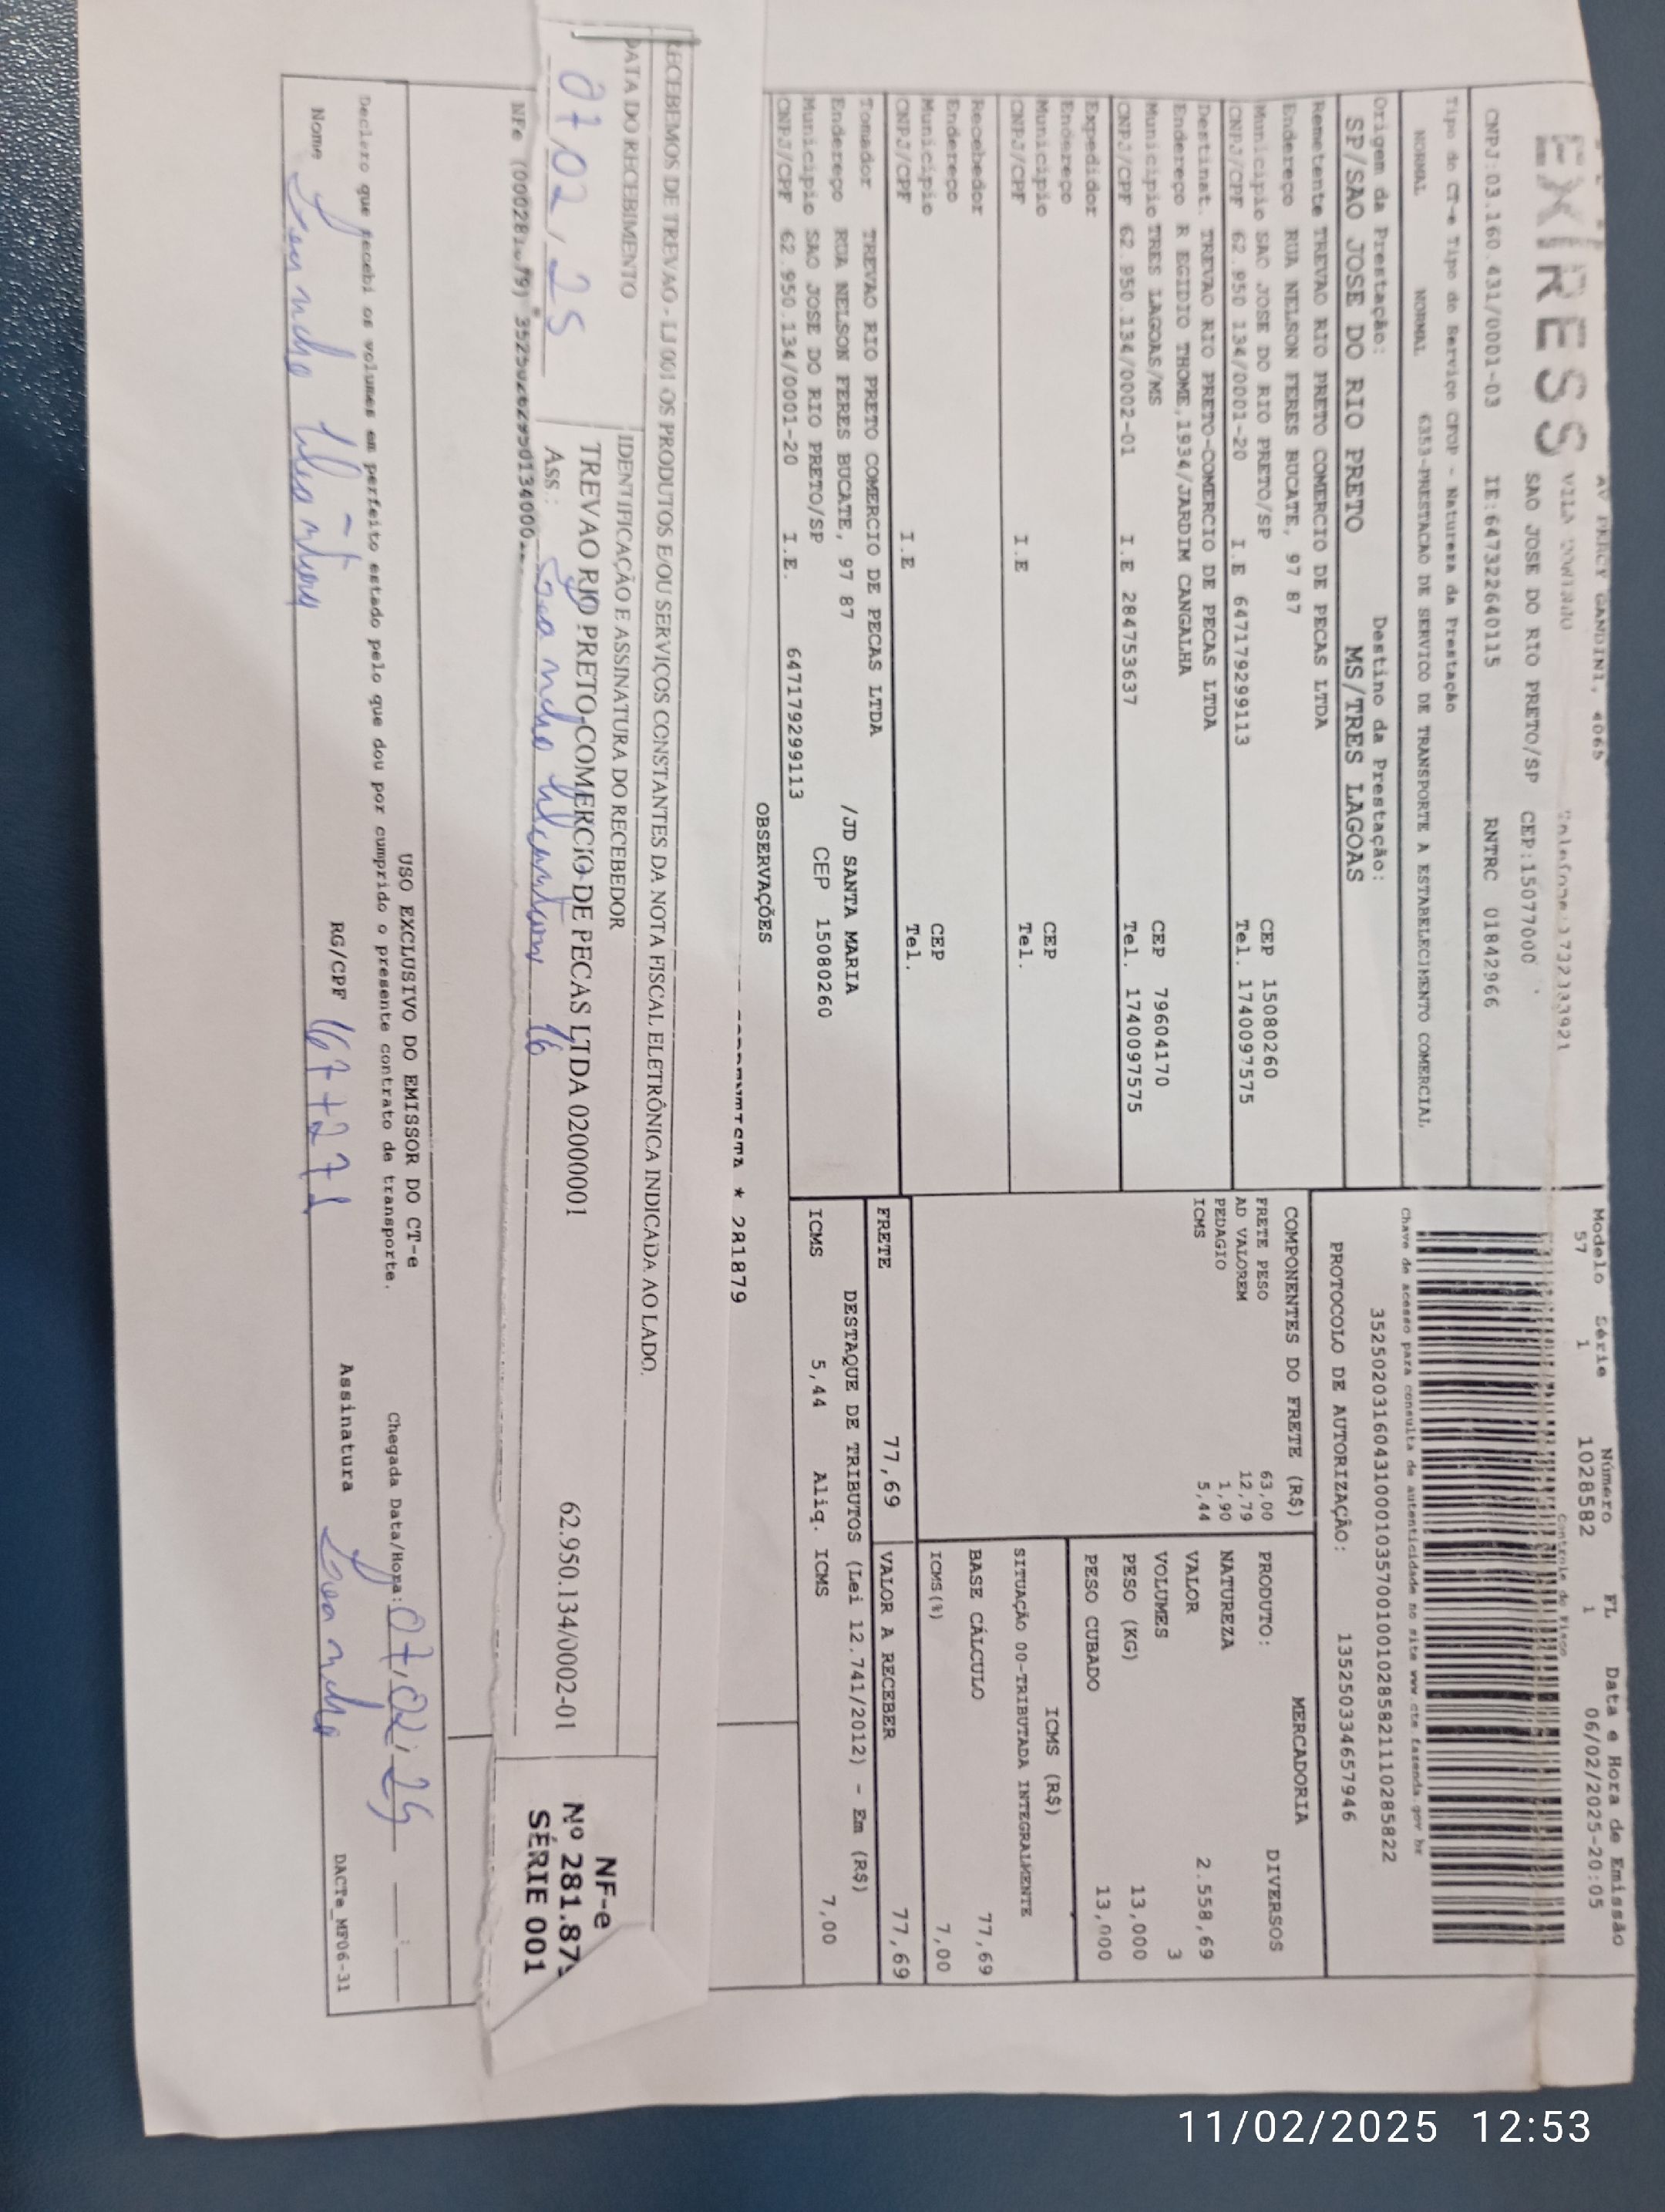 EXPRESS
AV PERCY GANDINI, 4065
SAO JOSE DO RIO PRETO/SP CEP:15077000
CNPJ:03.160.431/0001-03 IE:647322640115 RNTRC 01842966
Tipo do CT-e Tipo do Serviço CFOP - Natureza da Prestação
NORMAL NORMAL 6353-PRESTACAO DE SERVICO DE TRANSPORTE A ESTABELECIMENTO COMERCIAL
Origem da Prestação: Destino da Prestação:
SP/SAO JOSE DO RIO PRETO MS/TRES LAGOAS
Modelo Série Número FL Data e Hora de Emissão
57 1 1028582 1 06/02/2025-20:05
Controle do Fisco
Chave de acesso para consulta de autenticidade no site www.cte.fazenda.gov.br
35250203160431000103570010010285821110285822
PROTOCOLO DE AUTORIZAÇÃO: 135250334657946
Remetente TREVAO RIO PRETO COMERCIO DE PECAS LTDA
Endereço RUA NELSON FERES BUCATE, 97 87
Município SAO JOSE DO RIO PRETO/SP CEP 15080260
CNPJ/CPF 62.950.134/0001-20 I.E 647179299113 Tel. 1740097575
Destinat. TREVAO RIO PRETO-COMERCIO DE PECAS LTDA
Endereço R EGIDIO THOME,1934/JARDIM CANGALHA
Município TRES LAGOAS/MS CEP 79604170
CNPJ/CPF 62.950.134/0002-01 I.E 284753637 Tel. 1740097575
Expedidor
Endereço
Município CEP
CNPJ/CPF I.E Tel.
Recebedor
Endereço
Município CEP
CNPJ/CPF I.E Tel.
Tomador TREVAO RIO PRETO COMERCIO DE PECAS LTDA
Endereço RUA NELSON FERES BUCATE, 97 87 /JD SANTA MARIA
Município SAO JOSE DO RIO PRETO/SP CEP 15080260
CNPJ/CPF 62.950.134/0001-20 I.E. 647179299113
COMPONENTES DO FRETE (R$)
FRETE PESO 63,00
AD VALOREM 12,79
PEDAGIO 1,90
ICMS 5,44
MERCADORIA
PRODUTO: DIVERSOS
NATUREZA
VALOR 2.558,69
VOLUMES 3
PESO (KG) 13,000
PESO CUBADO 13,000
ICMS (R$)
SITUAÇÃO 00-TRIBUTADA INTEGRALMENTE
BASE CÁLCULO 77,69
ICMS(%) 7,00
FRETE 77,69 VALOR A RECEBER 77,69
DESTAQUE DE TRIBUTOS (Lei 12.741/2012) - Em (R$)
ICMS 5,44 Aliq. ICMS 7,00
OBSERVAÇÕES
* 281879
RECEBEMOS DE TREVAO - LJ 001 OS PRODUTOS E/OU SERVIÇOS CONSTANTES DA NOTA FISCAL ELETRÔNICA INDICADA AO LADO.
DATA DO RECEBIMENTO IDENTIFICAÇÃO E ASSINATURA DO RECEBEDOR
07/02/25 TREVAO RIO PRETO-COMERCIO DE PECAS LTDA 02000001 62.950.134/0002-01
Ass.:
NF-e
Nº 281.879
SÉRIE 001
USO EXCLUSIVO DO EMISSOR DO CT-e
Chegada Data/Hora: 07/02/25
Declaro que recebi os volumes em perfeito estado pelo que dou por cumprido o presente contrato de transporte.
Nome RG/CPF Assinatura
DACTe_MF06-31
11/02/2025 12:53